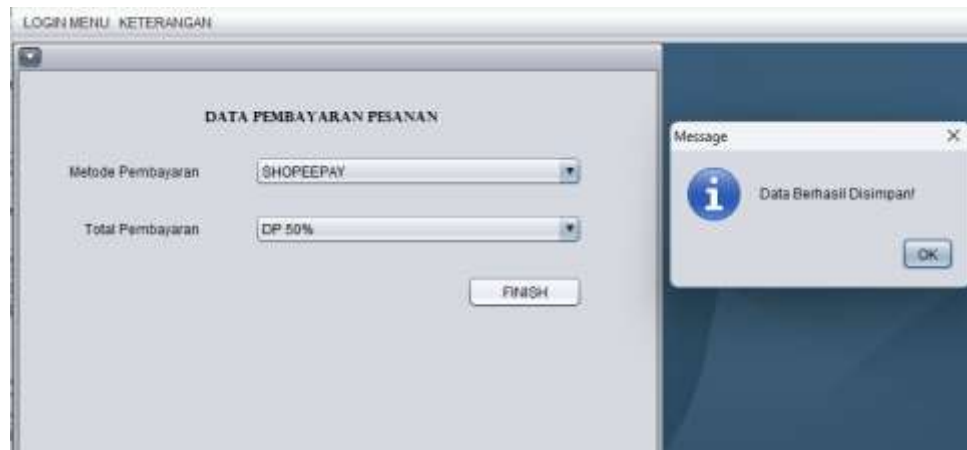 LOGIN MENU KETERANGAN
DATA PEMBAYARAN PESANAN
Metode Pembayaran SHOPEEPAY
Total Pembayaran DP 50%
FINISH
Message
Data Berhasil Disimpan!
OK